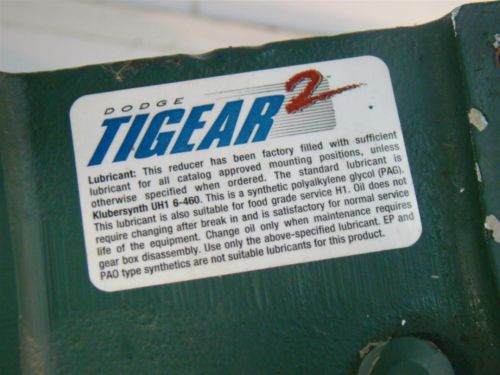 DODGE
TIGEAR 2
Lubricant: This reducer has been factory filled with sufficient
lubricant for all catalog approved mounting positions, unless
otherwise specified when ordered. The standard lubricant is
Klubersynth UH1 6-460. This is a synthetic polyalkylene glycol (PAG).
This lubricant is also suitable for food grade service H1. Oil does not
require changing after break in and is satisfactory for normal service
life of the equipment. Change oil only when maintenance requires
gear box disassembly. Use only the above-specified lubricant. EP and
PAO type synthetics are not suitable lubricants for this product.